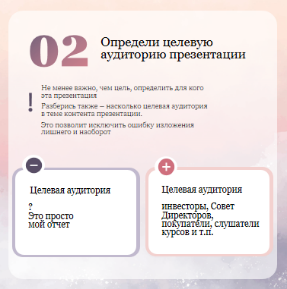 02
Определи целевую
аудиторию презентации
!
Не менее важно, чем цель, определить для кого
эта презентация
Разберись также – насколько целевая аудитория
в теме контента презентации.
Это позволит исключить ошибку изложения
лишнего и наоборот
−
Целевая аудитория
?
Это просто
мой отчет
+
Целевая аудитория
инвесторы, Совет
Директоров,
покупатели, слушатели
курсов и т.п.